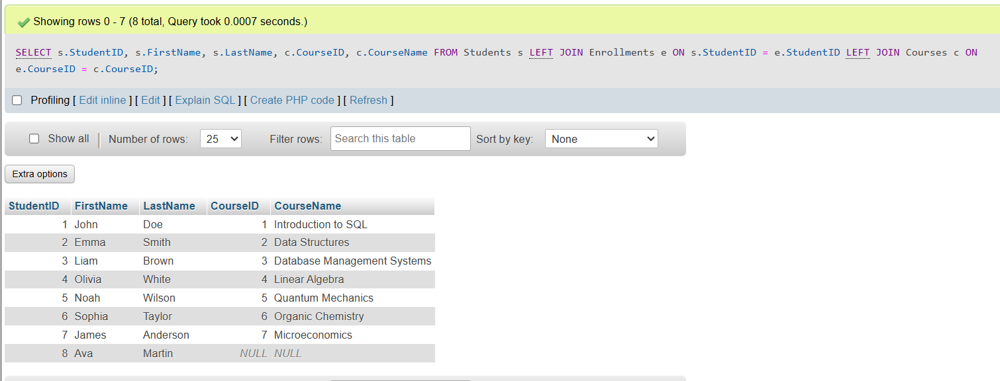 Showing rows 0 - 7 (8 total, Query took 0.0007 seconds.)
SELECT s.StudentID, s.FirstName, s.LastName, c.CourseID, c.CourseName FROM Students s LEFT JOIN Enrollments e ON s.StudentID = e.StudentID LEFT JOIN Courses c ON
e.CourseID = c.CourseID;
Profiling [ Edit inline ] [ Edit ] [ Explain SQL ] [ Create PHP code ] [ Refresh ]
Show all | Number of rows: 25 Filter rows: Search this table Sort by key: None
Extra options
StudentID FirstName LastName CourseID CourseName
1 John Doe 1 Introduction to SQL
2 Emma Smith 2 Data Structures
3 Liam Brown 3 Database Management Systems
4 Olivia White 4 Linear Algebra
5 Noah Wilson 5 Quantum Mechanics
6 Sophia Taylor 6 Organic Chemistry
7 James Anderson 7 Microeconomics
8 Ava Martin NULL NULL